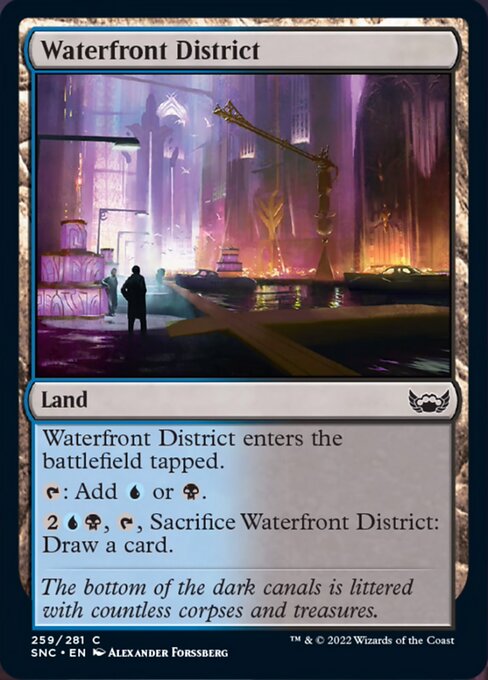 Waterfront District
Land
Waterfront District enters the
battlefield tapped.
: Add or .
2 , , Sacrifice Waterfront District:
Draw a card.
The bottom of the dark canals is littered
with countless corpses and treasures.
259/281 C
SNC • EN Alexander Forssberg
™ & © 2022 Wizards of the Coast